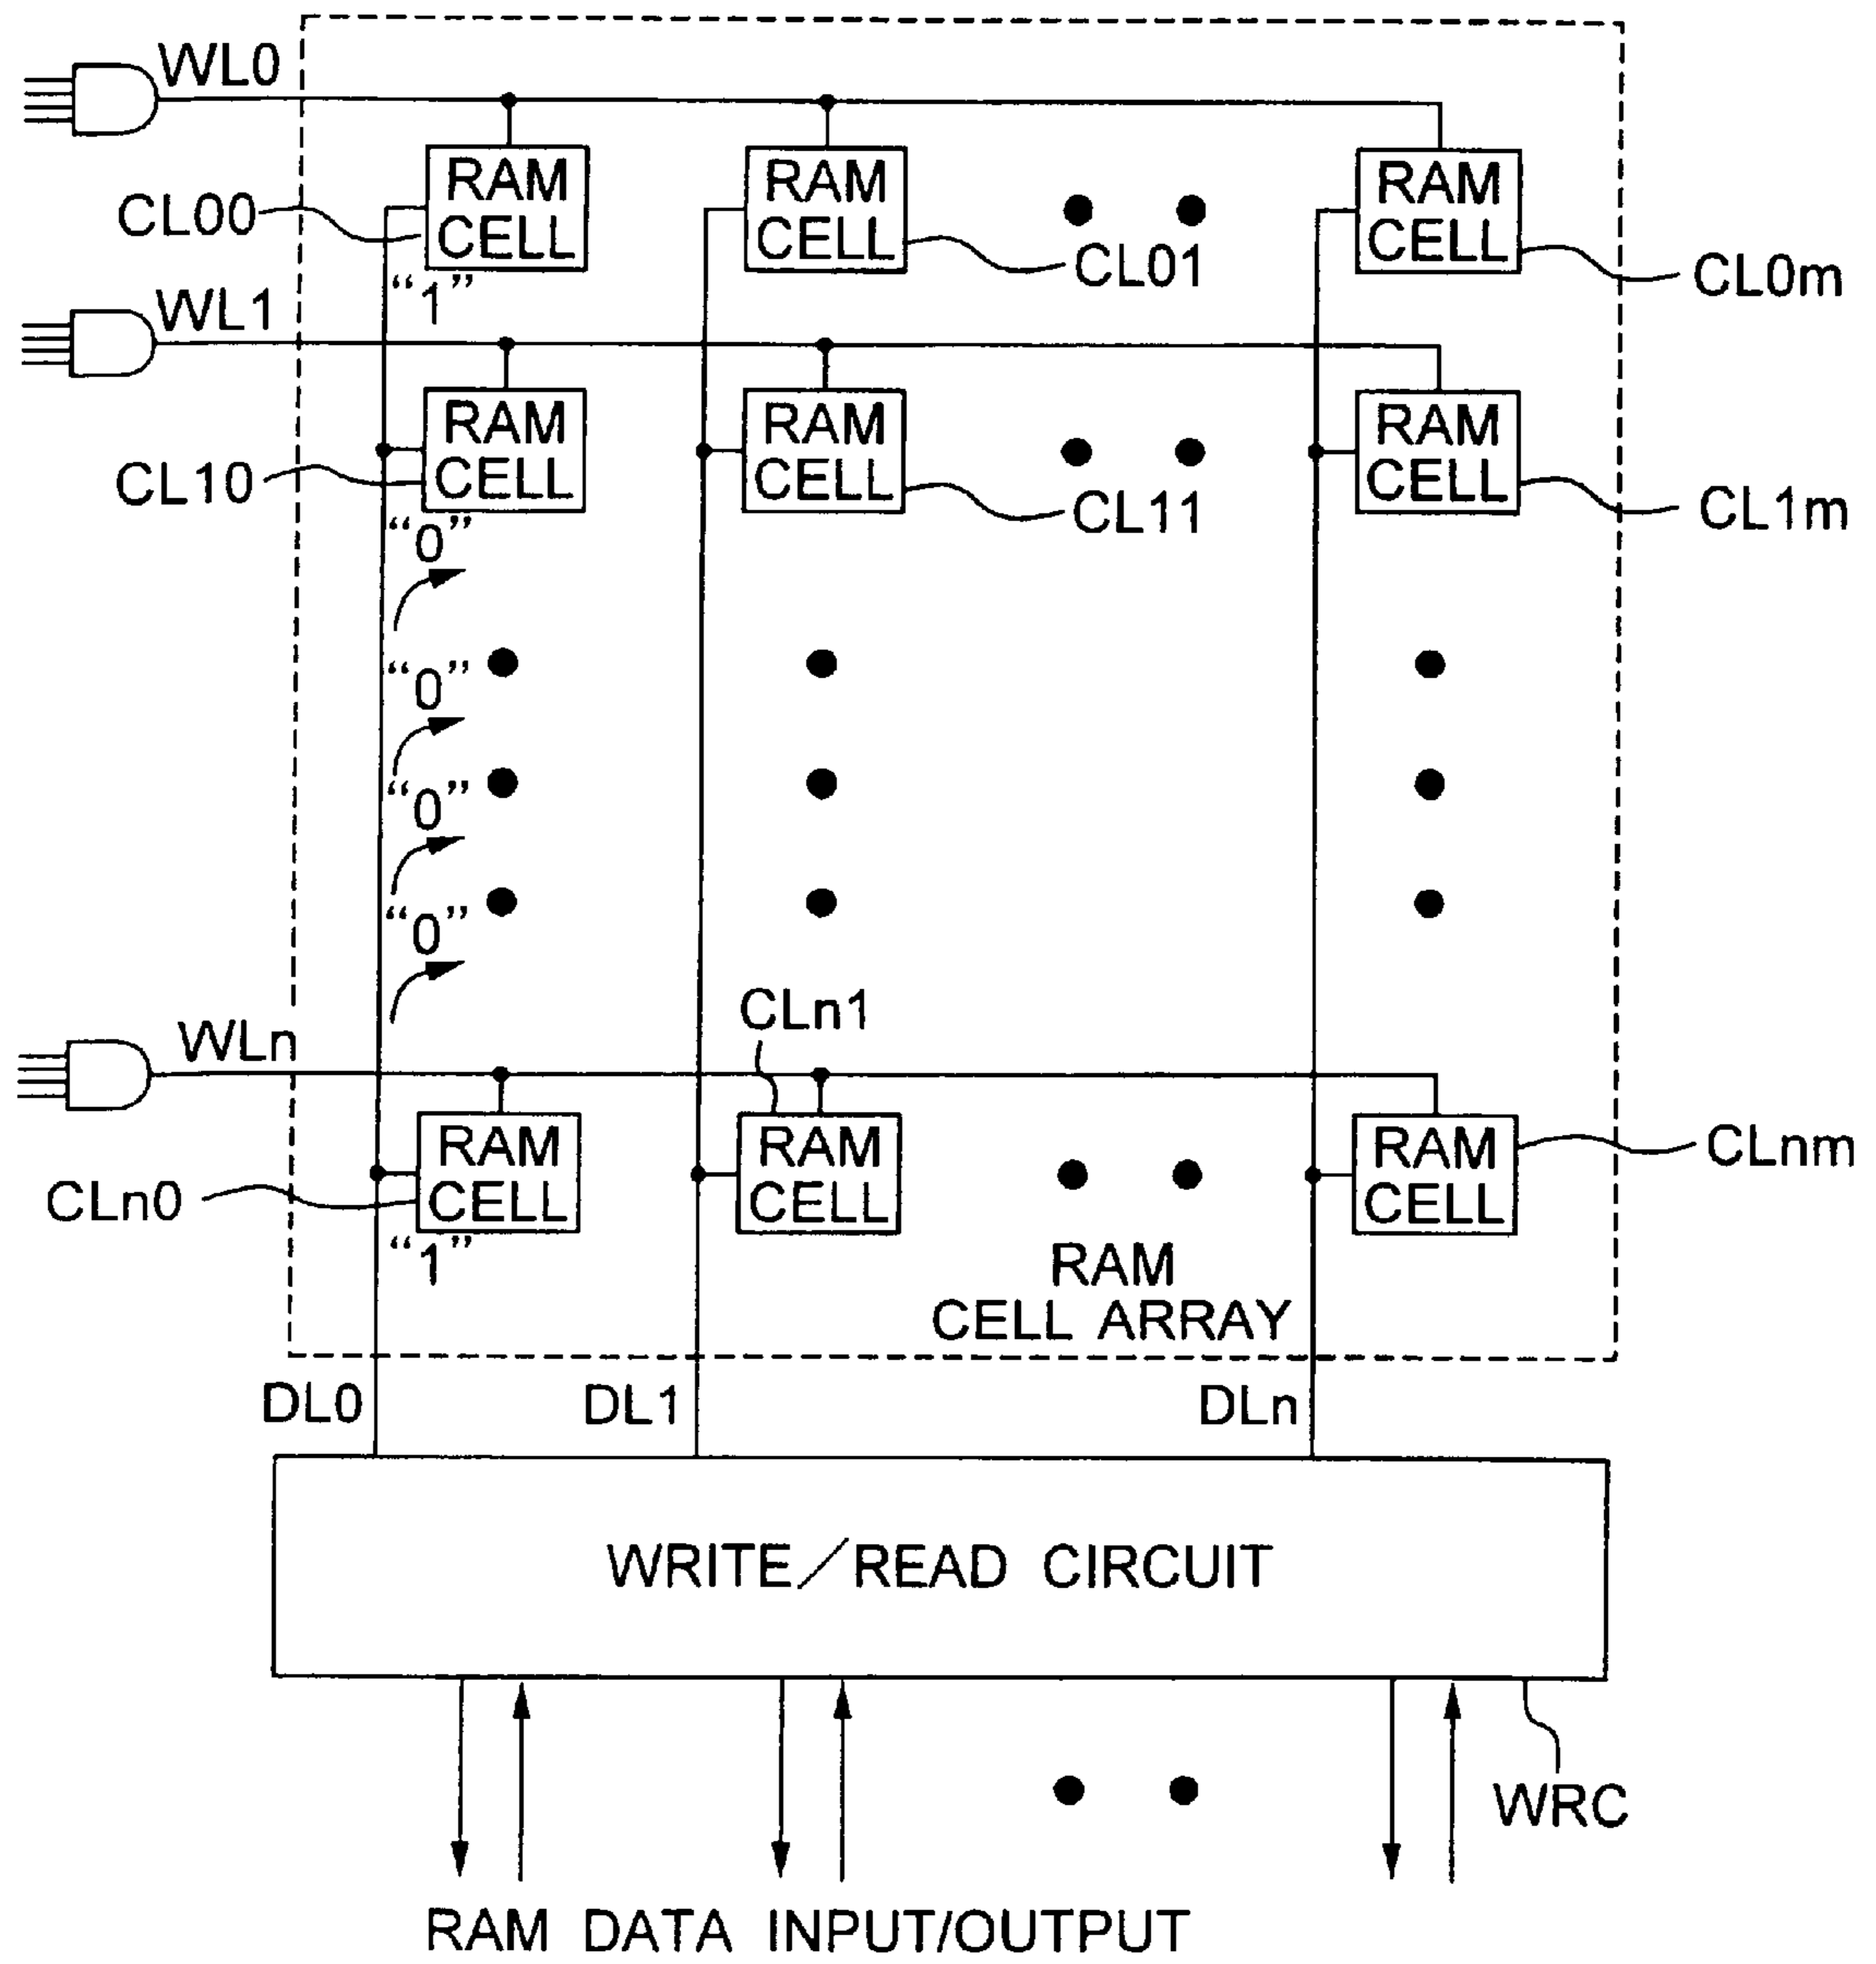 WL0
RAM CELL
RAM CELL
RAM CELL
CL00
CL01
CL0m
“1”
WL1
RAM CELL
RAM CELL
RAM CELL
CL10
CL11
CL1m
“0”
“0”
“0”
“0”
CLn1
WLn
RAM CELL
RAM CELL
RAM CELL
CLnm
CLn0
“1”
RAM
CELL ARRAY
DL0
DL1
DLn
WRITE/READ CIRCUIT
WRC
RAM DATA INPUT/OUTPUT